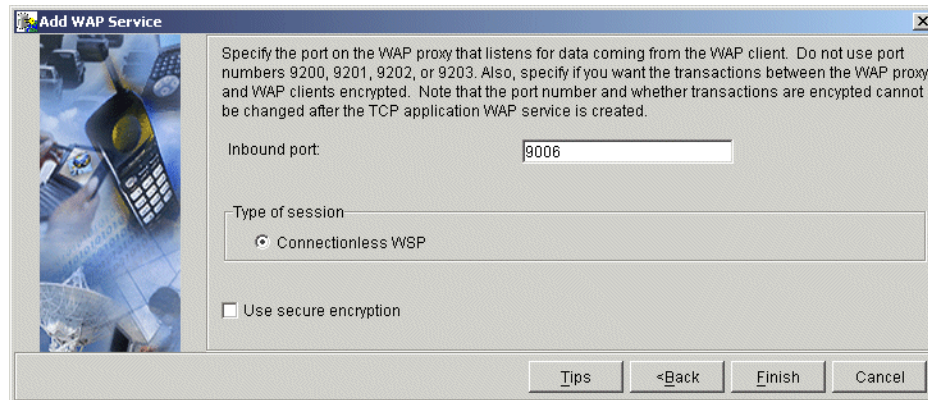 Add WAP Service
Specify the port on the WAP proxy that listens for data coming from the WAP client. Do not use port
numbers 9200, 9201, 9202, or 9203. Also, specify if you want the transactions between the WAP proxy
and WAP clients encrypted. Note that the port number and whether transactions are encypted cannot
be changed after the TCP application WAP service is created.
Inbound port: 9006
Type of session
Connectionless WSP
Use secure encryption
Tips <Back Finish Cancel